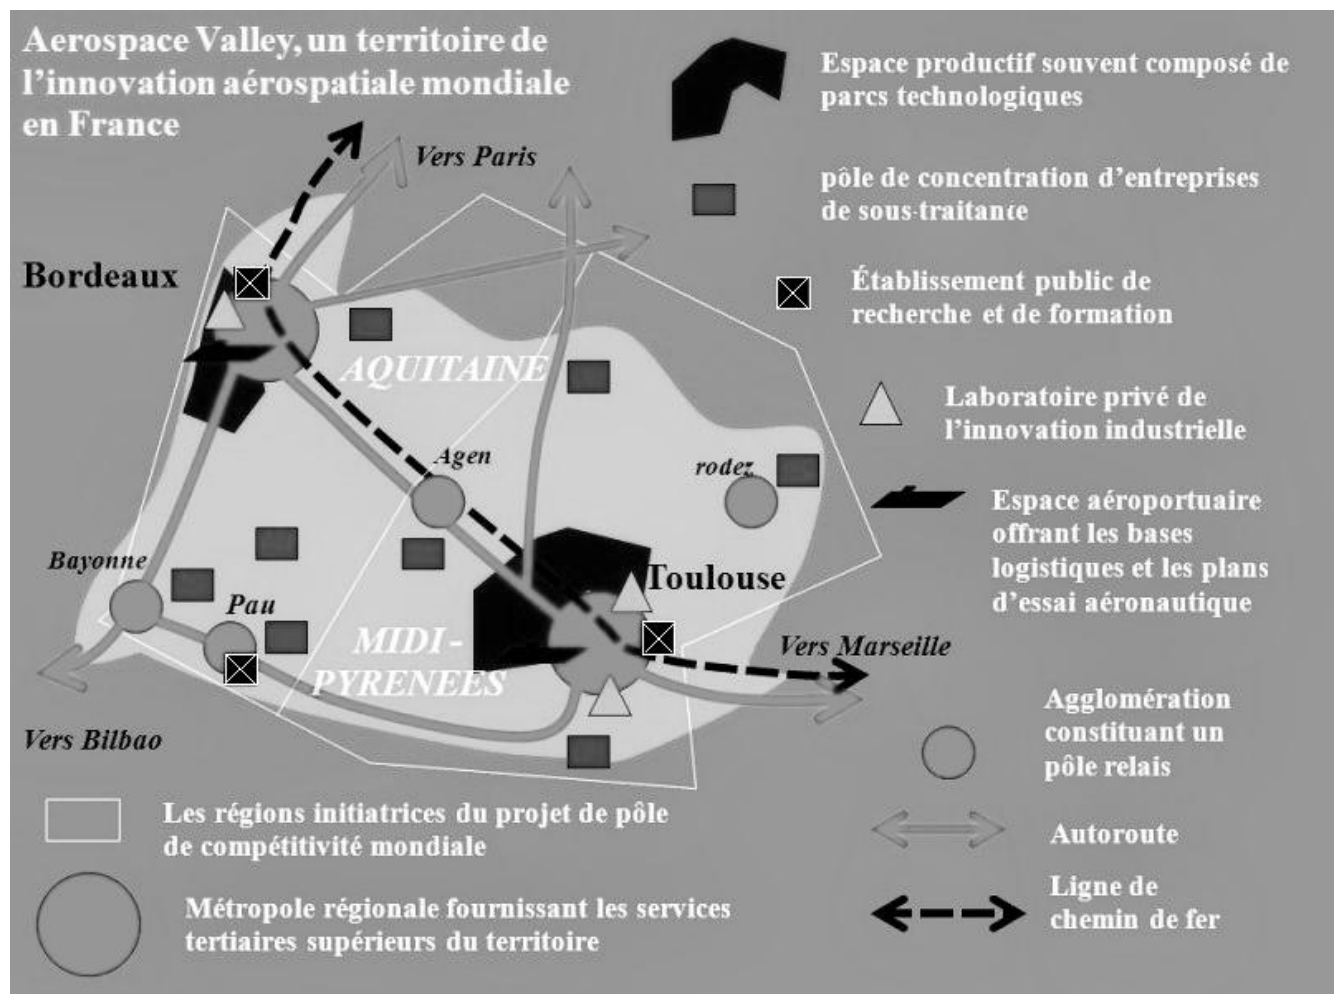 Aerospace Valley, un territoire de
l'innovation aérospatiale mondiale
en France
Espace productif souvent composé de
parcs technologiques
Vers Paris
pôle de concentration d'entreprises
de sous-traitante
Bordeaux
Établissement public de
recherche et de formation
AQUITAINE
Laboratoire privé de
l'innovation industrielle
Agen
rodez
Espace aéroportuaire
offrant les bases
logistiques et les plans
d'essai aéronautique
Bayonne
Toulouse
Pau
MIDI -
PYRENEES
Vers Marseille
Vers Bilbao
Agglomération
constituant un
pôle relais
Les régions initiatrices du projet de pôle
de compétitivité mondiale
Autoroute
Métropole régionale fournissant les services
tertiaires supérieurs du territoire
Ligne de
chemin de fer